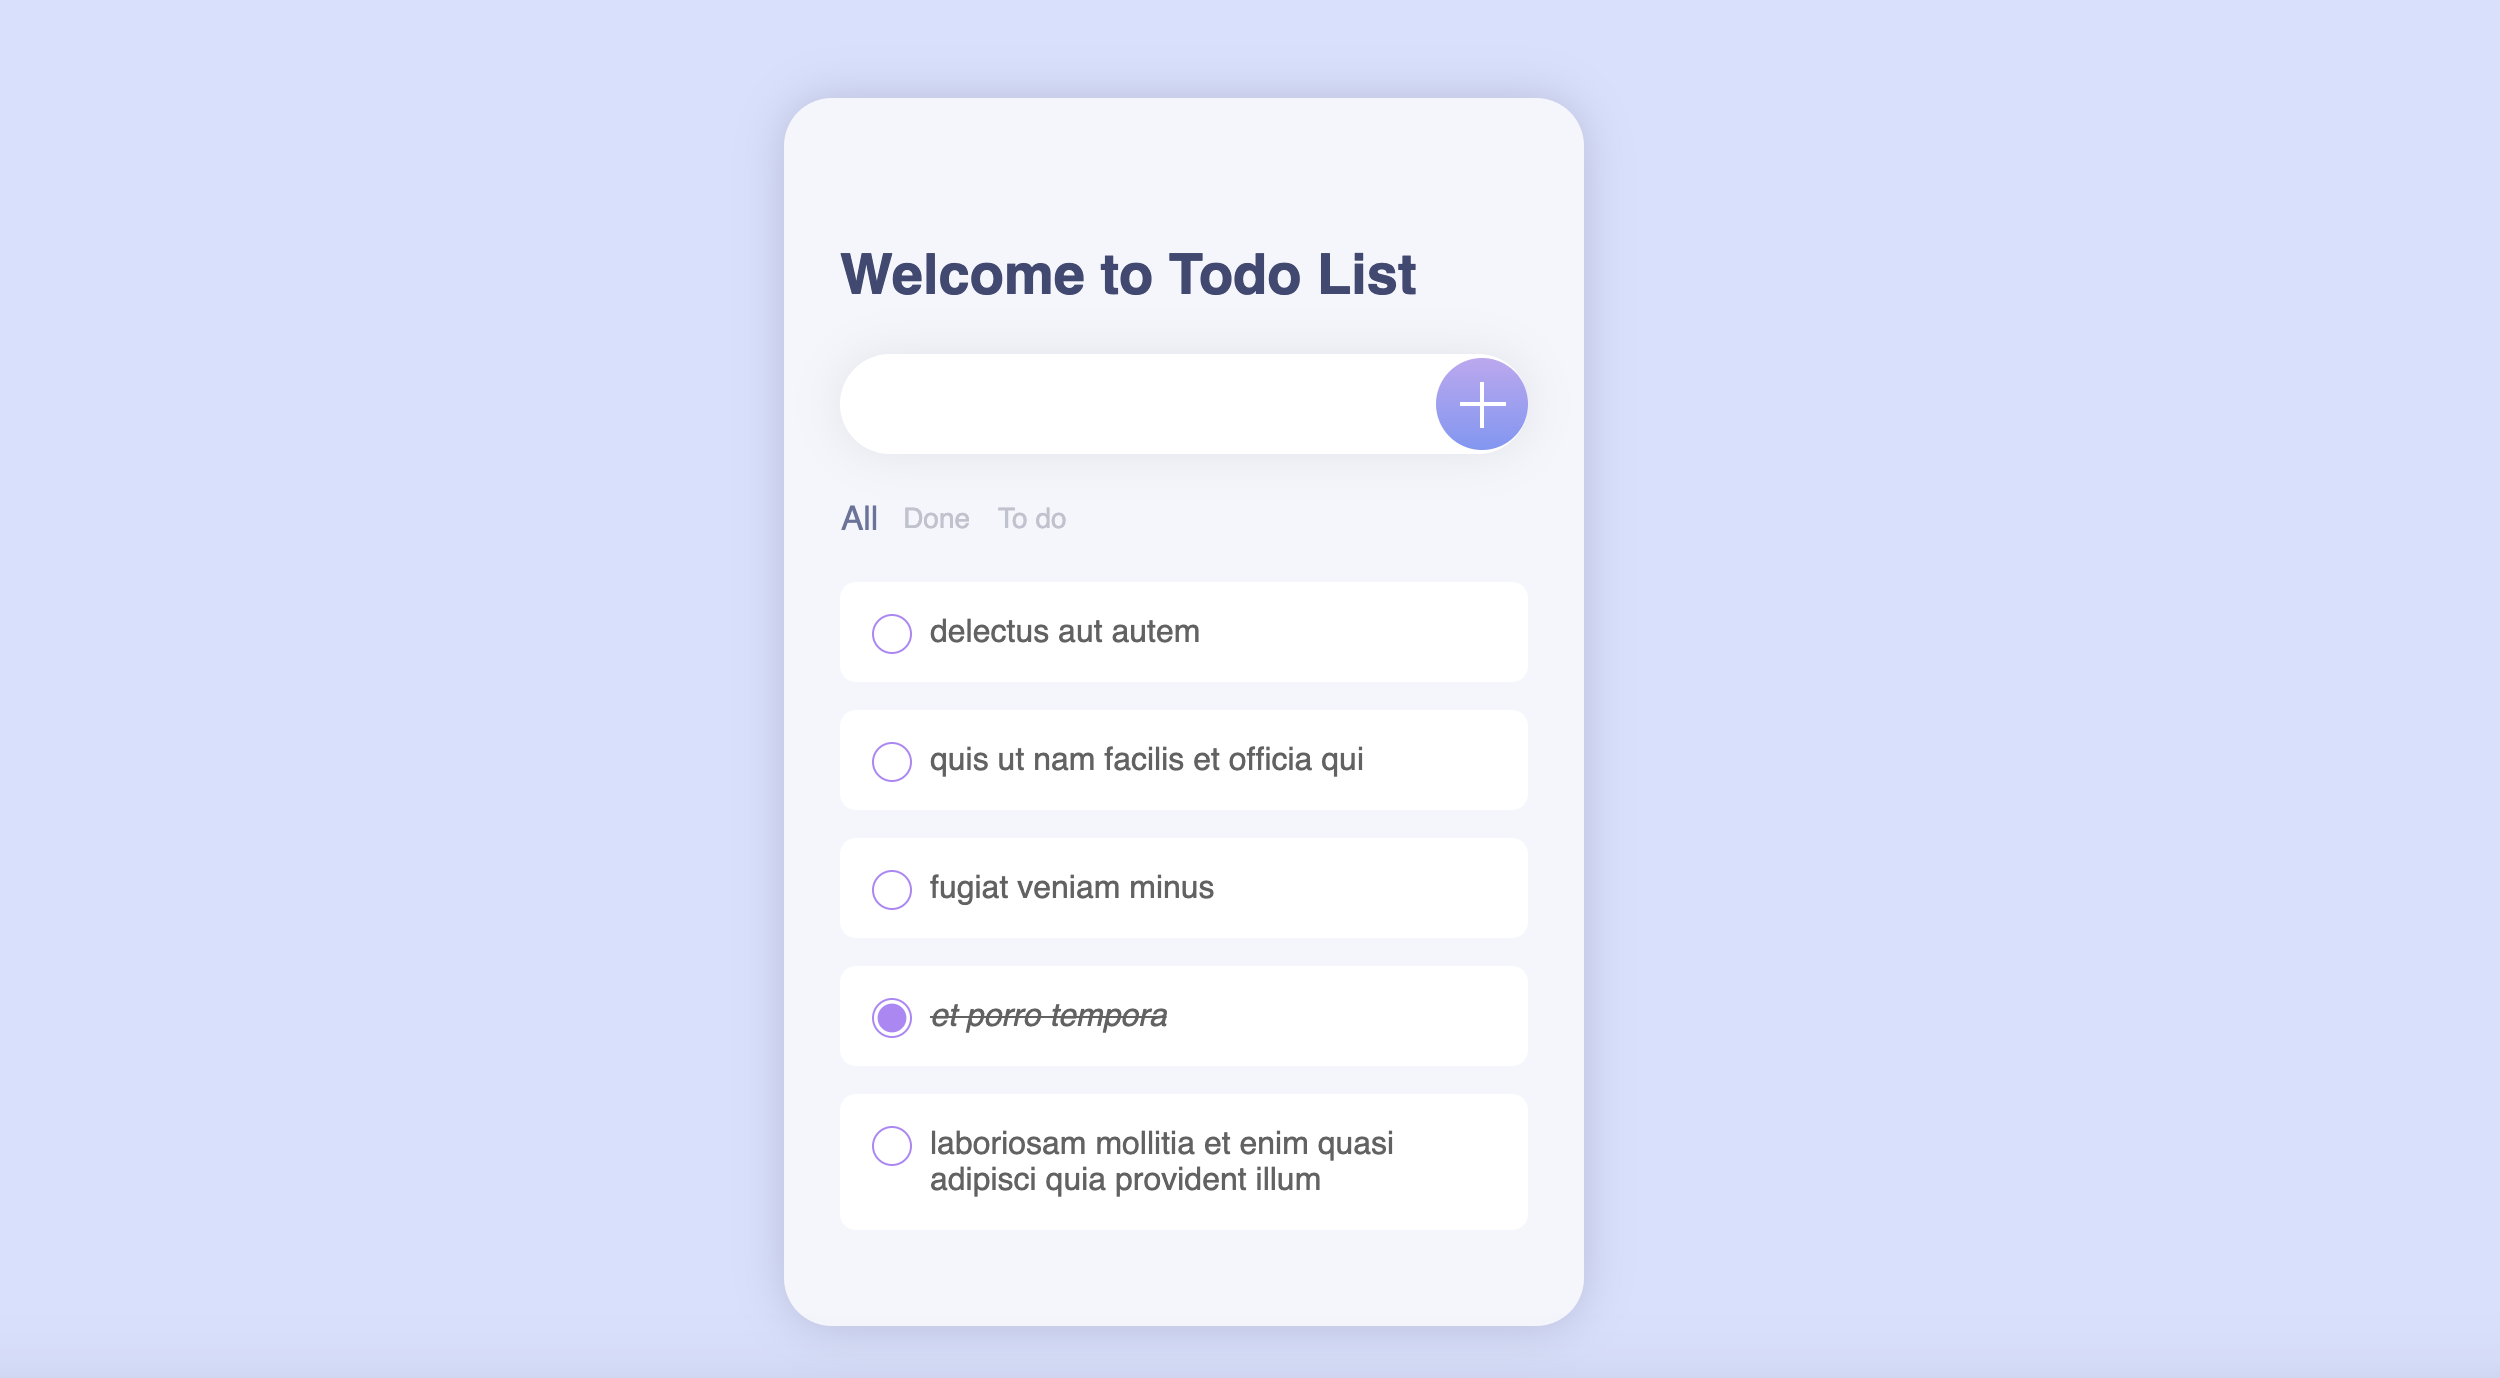 Welcome to Todo List
All Done To do
delectus aut autem
quis ut nam facilis et officia qui
fugiat veniam minus
et porro tempora
laboriosam mollitia et enim quasi
adipisci quia provident illum